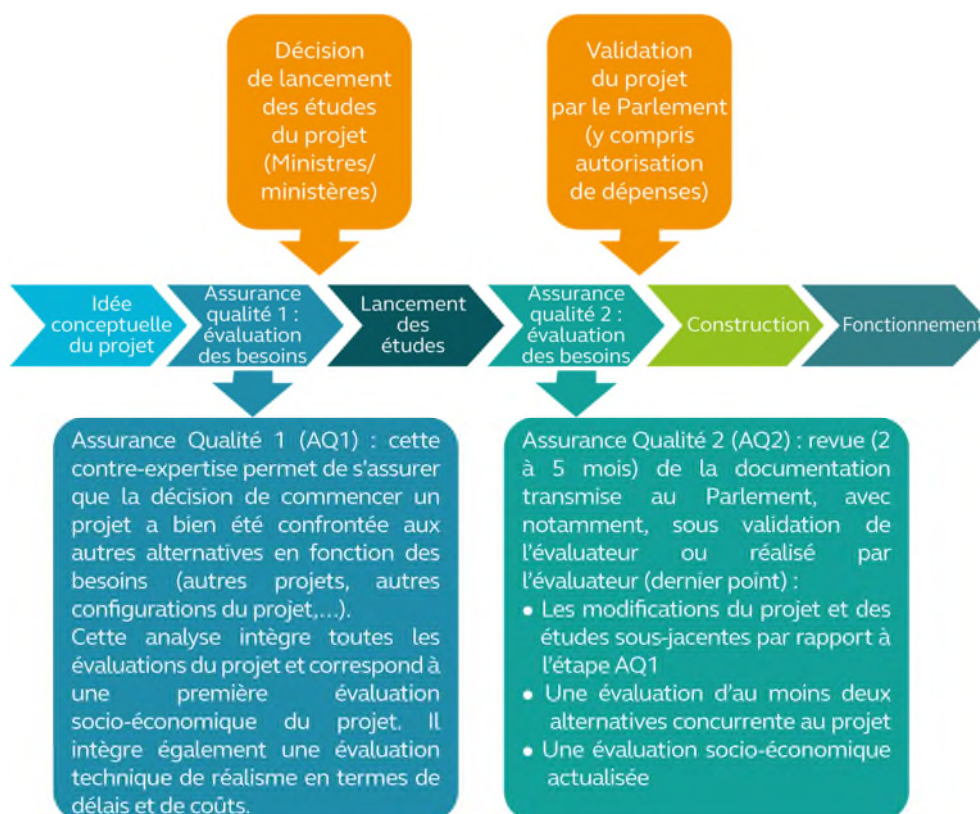 Décision
de lancement
des études
du projet
(Ministres/
ministères)
Validation
du projet
par le Parlement
(y compris
autorisation
de dépenses)
Idée
conceptuelle
du projet
Assurance
qualité 1 :
évaluation
des besoins
Lancement
des
études
Assurance
qualité 2 :
évaluation
des besoins
Construction
Fonctionnement
Assurance Qualité 1 (AQ1) : cette
contre-expertise permet de s'assurer
que la décision de commencer un
projet a bien été confrontée aux
autres alternatives en fonction des
besoins (autres projets, autres
configurations du projet,...).
Cette analyse intègre toutes les
évaluations du projet et correspond à
une première évaluation
socio-économique du projet. Il
intègre également une évaluation
technique de réalisme en termes de
délais et de coûts.
Assurance Qualité 2 (AQ2) : revue (2
à 5 mois) de la documentation
transmise au Parlement, avec
notamment, sous validation de
l'évaluateur ou réalisé par
l'évaluateur (dernier point) :
• Les modifications du projet et des
études sous-jacentes par rapport à
l'étape AQ1
• Une évaluation d'au moins deux
alternatives concurrente au projet
• Une évaluation socio-économique
actualisée